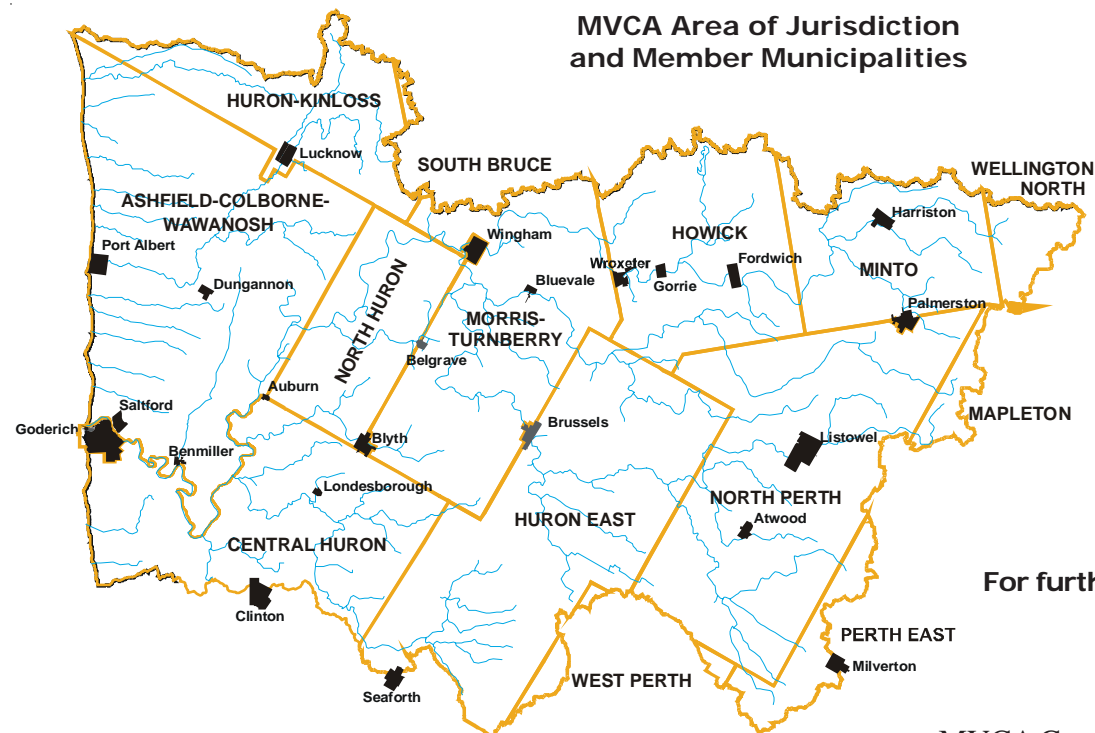 MVCA Area of Jurisdiction
and Member Municipalities
HURON-KINLOSS
Lucknow
SOUTH BRUCE
WELLINGTON
NORTH
ASHFIELD-COLBORNE-
WAWANOSH
Harriston
Port Albert
Wingham
HOWICK
Wroxeter
Fordwich
Gorrie
MINTO
Dungannon
Bluevale
Palmerston
NORTH HURON
MORRIS-
TURNBERRY
Belgrave
Auburn
Saltford
MAPLETON
Goderich
Brussels
Blyth
Listowel
Benmiller
Londesborough
NORTH PERTH
HURON EAST
Atwood
CENTRAL HURON
For furth
Clinton
PERTH EAST
Milverton
WEST PERTH
Seaforth